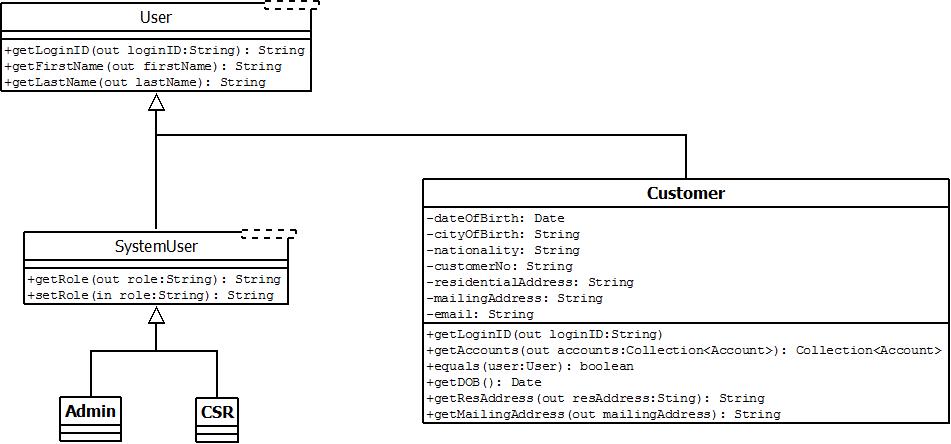 User
+getLoginID(out loginID:String): String
+getFirstName(out firstName): String
+getLastName(out lastName): String
Customer
-dateOfBirth: Date
-cityOfBirth: String
-nationality: String
-customerNo: String
-residentialAddress: String
-mailingAddress: String
-email: String
+getLoginID(out loginID:String)
+getAccounts(out accounts:Collection<Account>): Collection<Account>
+equals(user:User): boolean
+getDOB(): Date
+getResAddress(out resAddress:Sting): String
+getMailingAddress(out mailingAddress): String
SystemUser
+getRole(out role:String): String
+setRole(in role:String): String
Admin
CSR